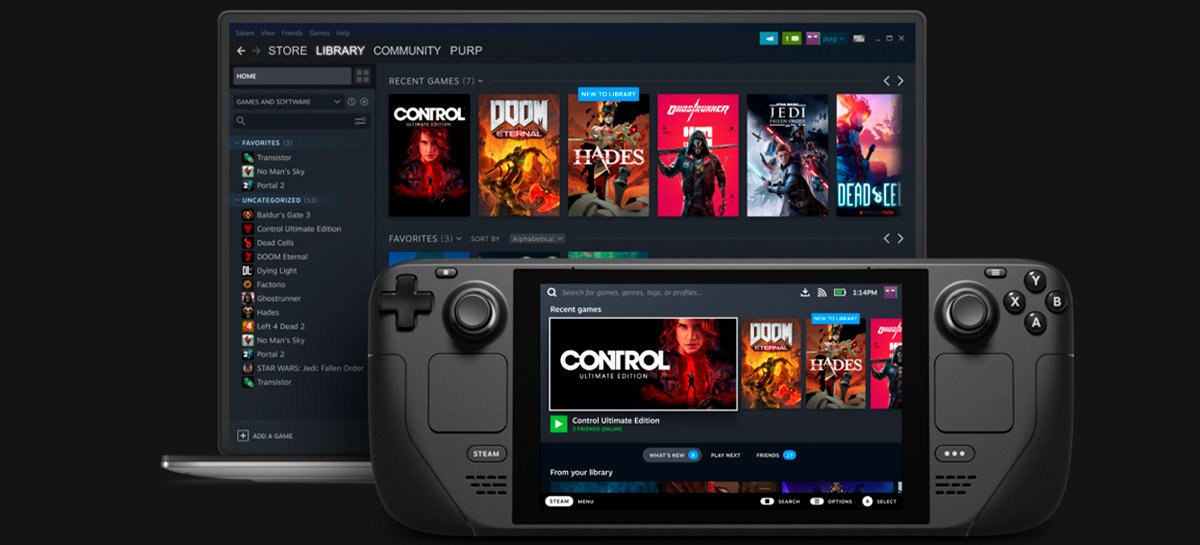 Steam View Friends Games Help
STORE LIBRARY COMMUNITY PURP
1
purp
HOME
GAMES AND SOFTWARE
RECENT GAMES (7)
NEW TO LIBRARY
CONTROL
ULTIMATE EDITION
DOOM
ETERNAL
HADES
GHOSTRUNNER
STAR WARS
JEDI
FALLEN ORDER
DEAD CEL
FAVORITES (3)
Transistor
No Man's Sky
Portal 2
UNCATEGORIZED (13)
Baldur's Gate 3
Control Ultimate Edition
Dead Cells
DOOM Eternal
Dying Light
Factorio
Ghostrunner
Hades
Left 4 Dead 2
No Man's Sky
Portal 2
STAR WARS: Jedi: Fallen Order
Transistor
ADD A GAME
FAVORITES (3) SORT BY Alphabetical
Search for games, genres, tags, or profiles...
1:14PM
Recent games
NEW TO LIBRARY
CONTROL
ULTIMATE EDITION
DOOM
ETERNAL
HADES
Control Ultimate Edition
3 FRIENDS ONLINE
WHAT'S NEW PLAY NEXT FRIENDS 27
From your library
STEAM MENU
SEARCH OPTIONS A SELECT
STEAM
Y
X
B
A